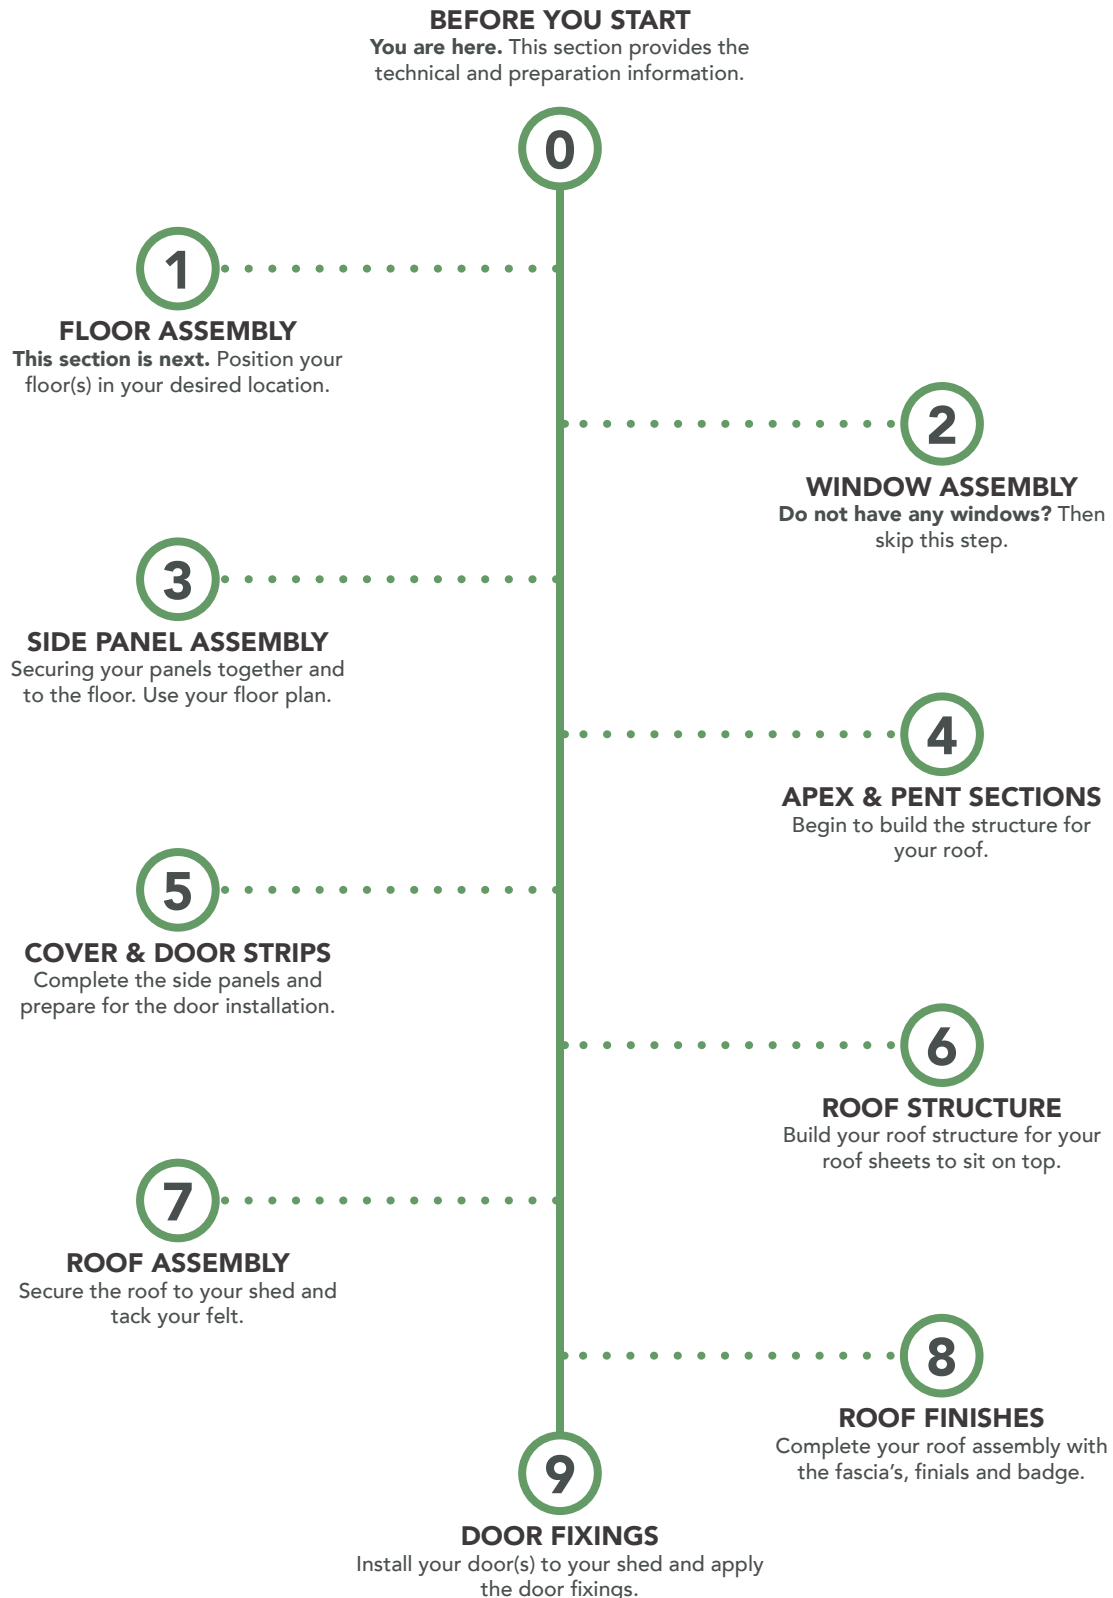 BEFORE YOU START
You are here. This section provides the
technical and preparation information.
0
1
FLOOR ASSEMBLY
This section is next. Position your
floor(s) in your desired location.
2
WINDOW ASSEMBLY
Do not have any windows? Then
skip this step.
3
SIDE PANEL ASSEMBLY
Securing your panels together and
to the floor. Use your floor plan.
4
APEX & PENT SECTIONS
Begin to build the structure for
your roof.
5
COVER & DOOR STRIPS
Complete the side panels and
prepare for the door installation.
6
ROOF STRUCTURE
Build your roof structure for your
roof sheets to sit on top.
7
ROOF ASSEMBLY
Secure the roof to your shed and
tack your felt.
8
ROOF FINISHES
Complete your roof assembly with
the fascia's, finials and badge.
9
DOOR FIXINGS
Install your door(s) to your shed and apply
the door fixings.